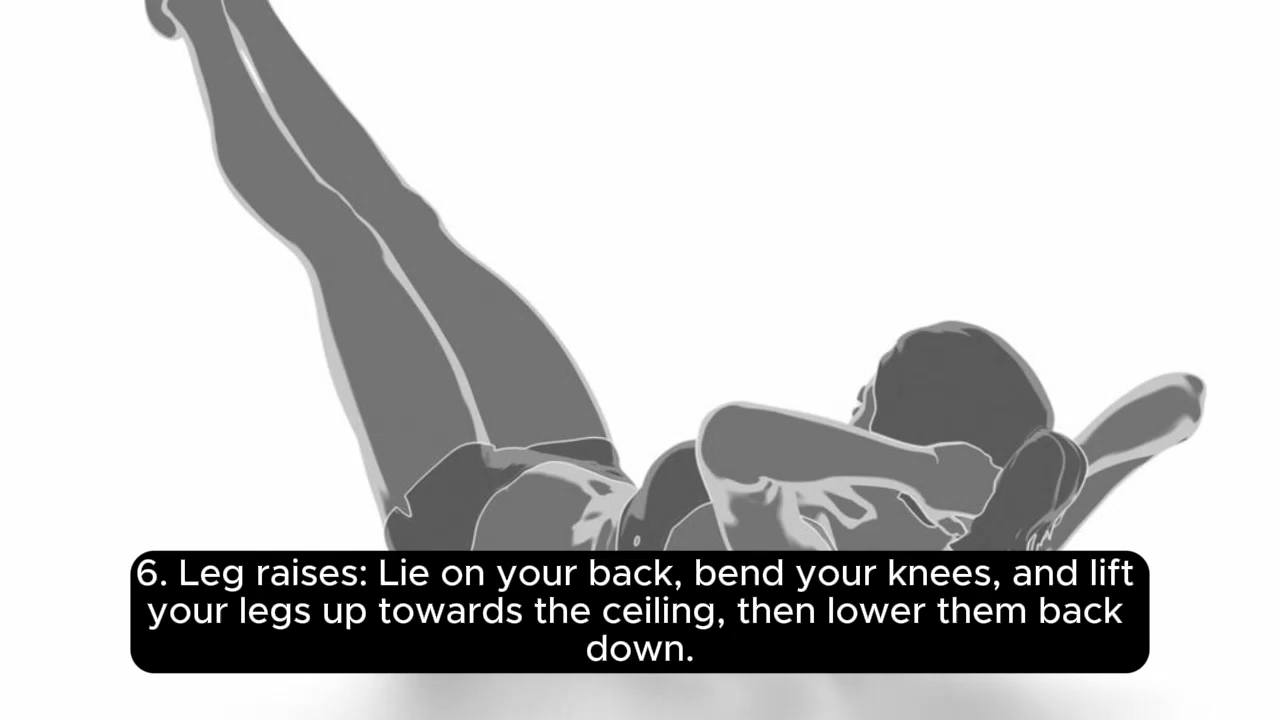 6. Leg raises: Lie on your back, bend your knees, and lift
your legs up towards the ceiling, then lower them back
down.